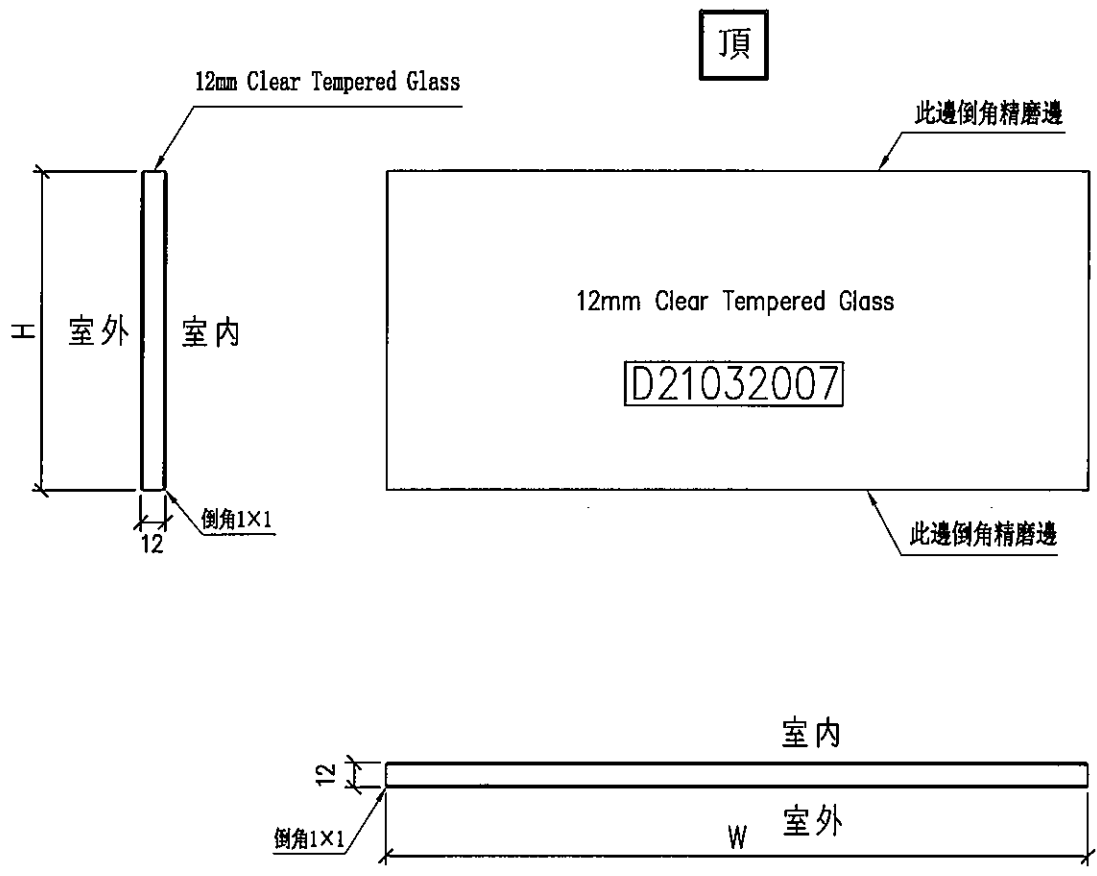 頂
12mm Clear Tempered Glass
此邊倒角精磨邊
12mm Clear Tempered Glass
H
室外
室内
D21032007
倒角1×1
12
此邊倒角精磨邊
室内
12
室外
倒角1×1
W